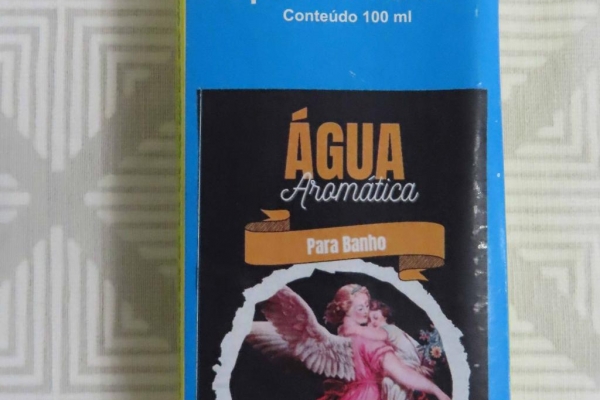 Conteúdo 100 ml
ÁGUA
Aromática
Para Banho